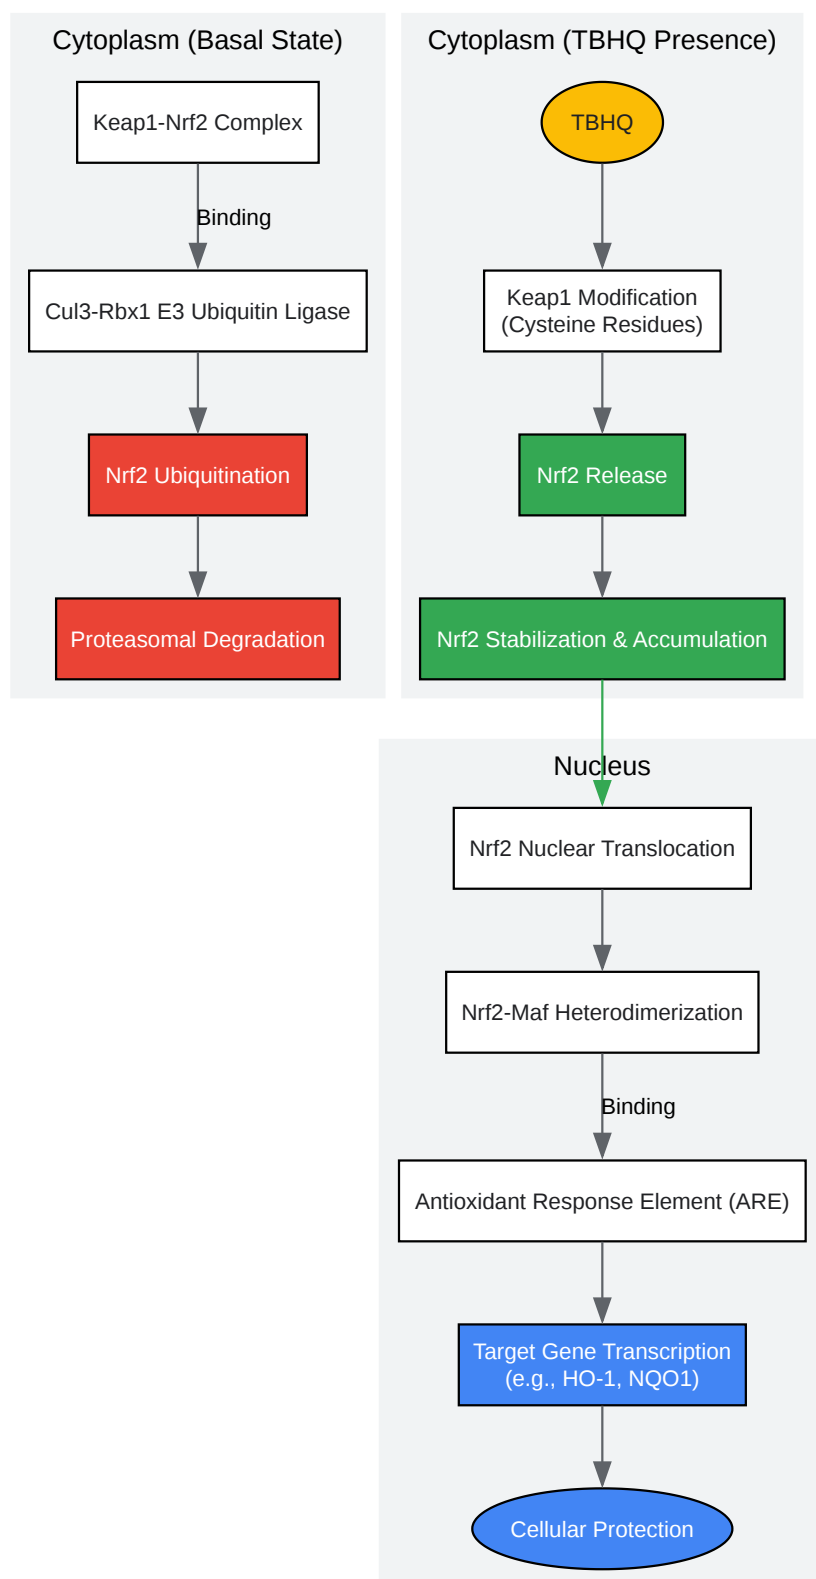 Cytoplasm (Basal State)
Keap1-Nrf2 Complex
Binding
Cul3-Rbx1 E3 Ubiquitin Ligase
Nrf2 Ubiquitination
Proteasomal Degradation
Cytoplasm (TBHQ Presence)
TBHQ
Keap1 Modification
(Cysteine Residues)
Nrf2 Release
Nrf2 Stabilization & Accumulation
Nucleus
Nrf2 Nuclear Translocation
Nrf2-Maf Heterodimerization
Binding
Antioxidant Response Element (ARE)
Target Gene Transcription
(e.g., HO-1, NQO1)
Cellular Protection